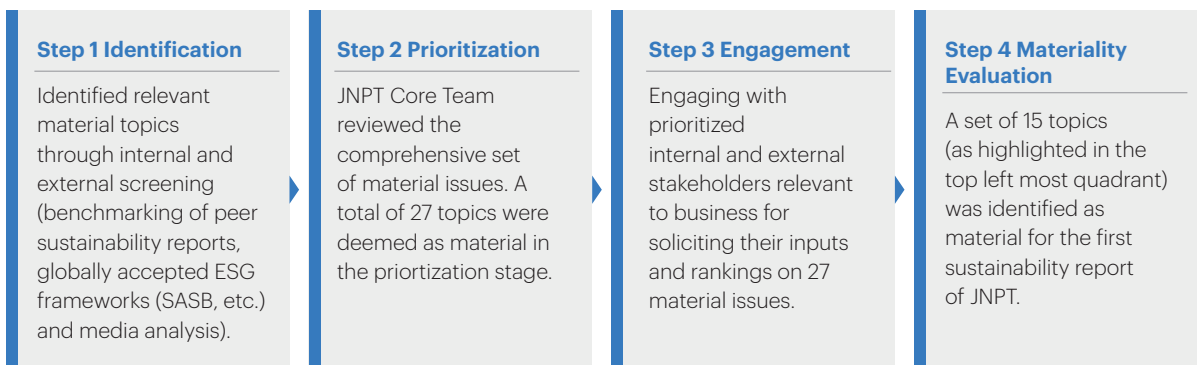 Step 1 Identification
Identified relevant
material topics
through internal and
external screening
(benchmarking of peer
sustainability reports,
globally accepted ESG
frameworks (SASB, etc.)
and media analysis).
Step 2 Prioritization
JNPT Core Team
reviewed the
comprehensive set
of material issues. A
total of 27 topics were
deemed as material in
the priortization stage.
Step 3 Engagement
Engaging with
prioritized
internal and external
stakeholders relevant
to business for
soliciting their inputs
and rankings on 27
material issues.
Step 4 Materiality
Evaluation
A set of 15 topics
(as highlighted in the
top left most quadrant)
was identified as
material for the first
sustainability report
of JNPT.